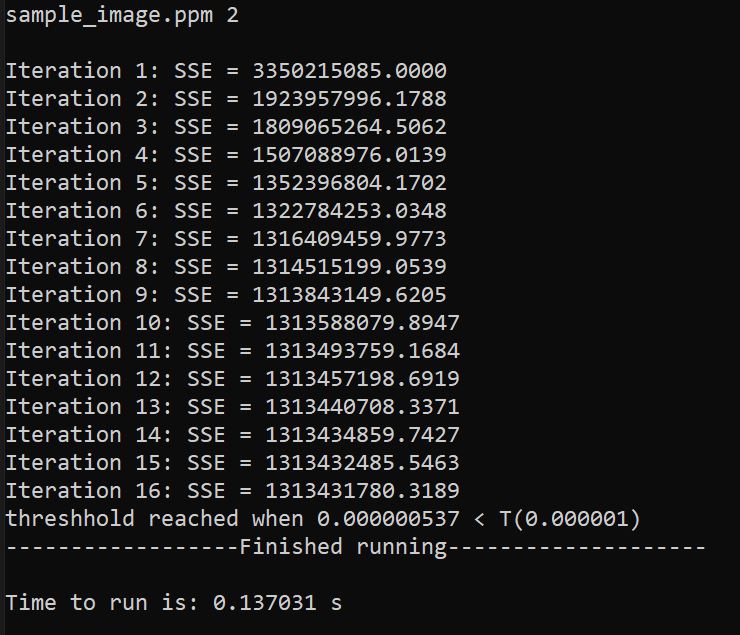 sample_image.ppm 2
Iteration 1: SSE = 3350215085.0000
Iteration 2: SSE = 1923957996.1788
Iteration 3: SSE = 1809065264.5062
Iteration 4: SSE = 1507088976.0139
Iteration 5: SSE = 1352396804.1702
Iteration 6: SSE = 1322784253.0348
Iteration 7: SSE = 1316409459.9773
Iteration 8: SSE = 1314515199.0539
Iteration 9: SSE = 1313843149.6205
Iteration 10: SSE = 1313588079.8947
Iteration 11: SSE = 1313493759.1684
Iteration 12: SSE = 1313457198.6919
Iteration 13: SSE = 1313440708.3371
Iteration 14: SSE = 1313434859.7427
Iteration 15: SSE = 1313432485.5463
Iteration 16: SSE = 1313431780.3189
threshhold reached when 0.000000537 < T(0.000001)
------------------Finished running--------------------
Time to run is: 0.137031 s